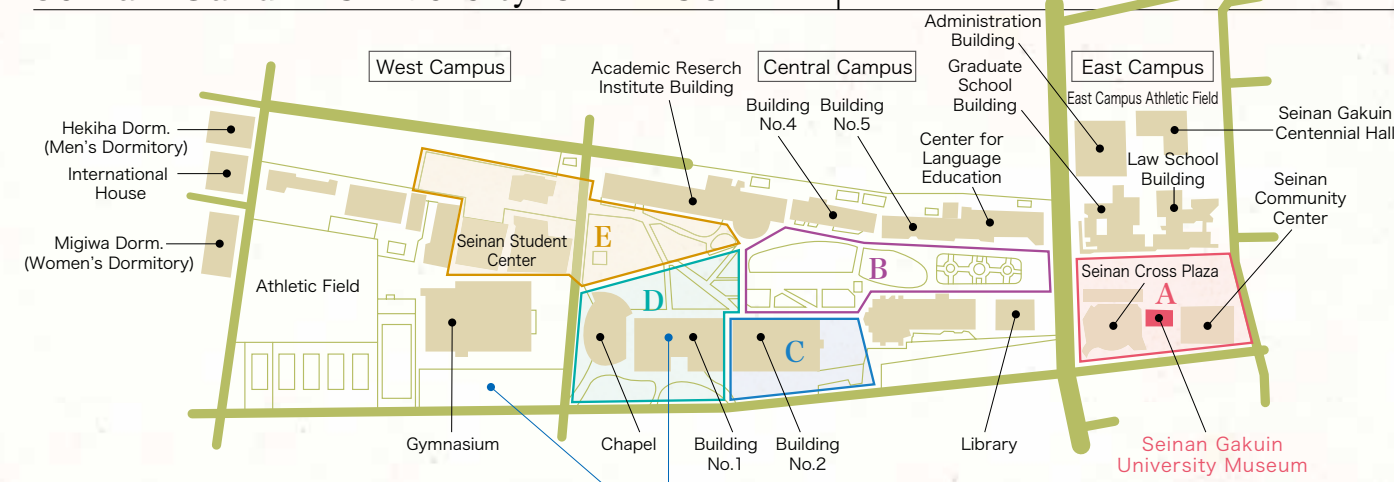 West Campus
Central Campus
East Campus
Administration
Building
Graduate
School
Building
East Campus Athletic Field
Seinan Gakuin
Centennial Hall
Academic Reserch
Institute Building
Building
No.4
Building
No.5
Center for
Language
Education
Law School
Building
Seinan
Community
Center
Hekiha Dorm.
(Men's Dormitory)
International
House
Migiwa Dorm.
(Women's Dormitory)
Athletic Field
Seinan Student
Center
E
D
B
C
Seinan Cross Plaza
A
Gymnasium
Chapel
Building
No.1
Building
No.2
Library
Seinan Gakuin
University Museum